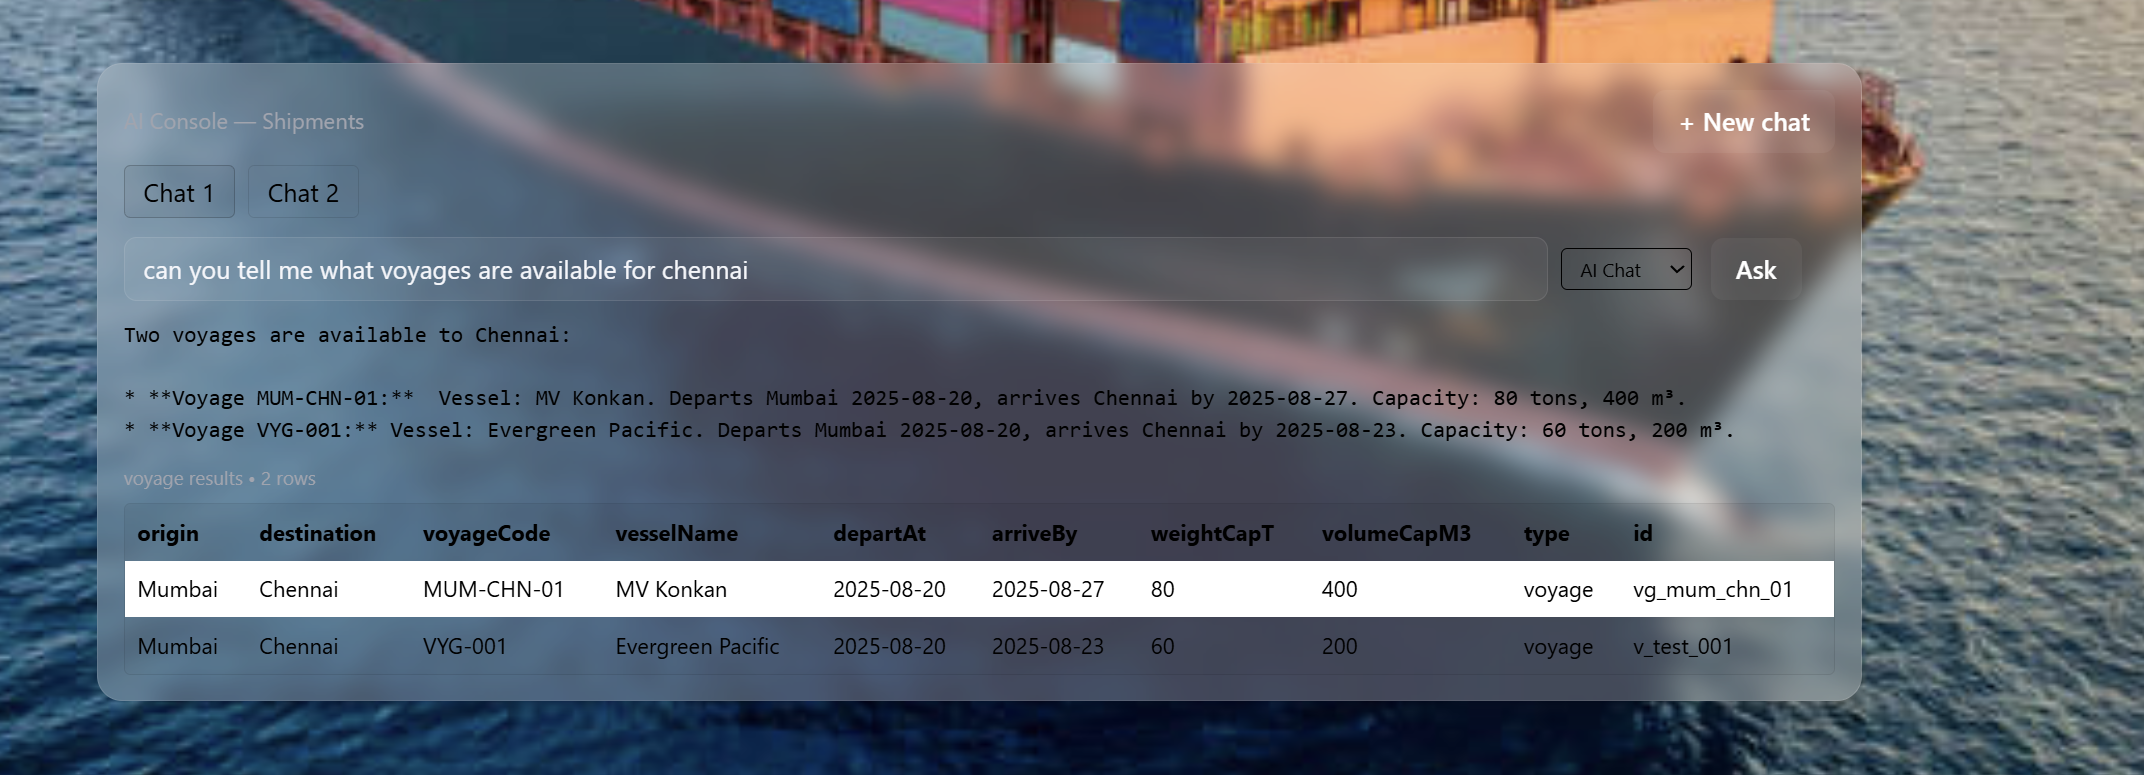 AI Console — Shipments
+ New chat
Chat 1 Chat 2
can you tell me what voyages are available for chennai AI Chat Ask
Two voyages are available to Chennai:
* **Voyage MUM-CHN-01:**  Vessel: MV Konkan. Departs Mumbai 2025-08-20, arrives Chennai by 2025-08-27. Capacity: 80 tons, 400 m³.
* **Voyage VYG-001:** Vessel: Evergreen Pacific. Departs Mumbai 2025-08-20, arrives Chennai by 2025-08-23. Capacity: 60 tons, 200 m³.
voyage results • 2 rows
origin destination voyageCode vesselName departAt arriveBy weightCapT volumeCapM3 type id
Mumbai Chennai MUM-CHN-01 MV Konkan 2025-08-20 2025-08-27 80 400 voyage vg_mum_chn_01
Mumbai Chennai VYG-001 Evergreen Pacific 2025-08-20 2025-08-23 60 200 voyage v_test_001